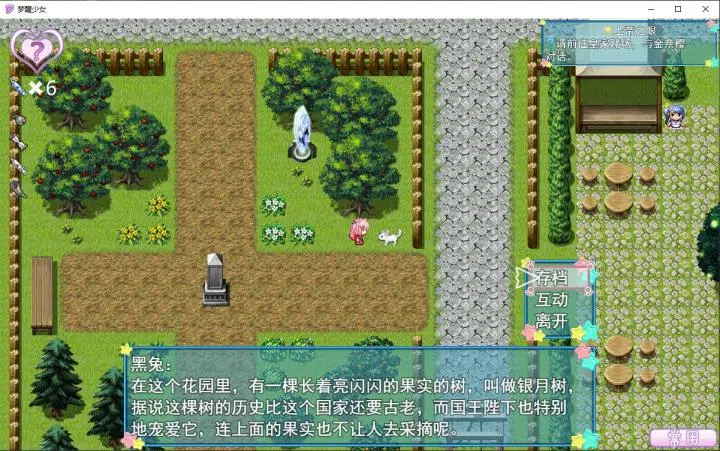 梦醒少女
上帝之眼
请前往皇家赌场，与金奈樱
对话。
?
×6
存档
互动
离开
黑兔：
在这个花园里，有一棵长着亮闪闪的果实的树，叫做银月树，
据说这棵树的历史比这个国家还要古老，而国王陛下也特别
地宠爱它，连上面的果实也不让人去采摘呢。
常用